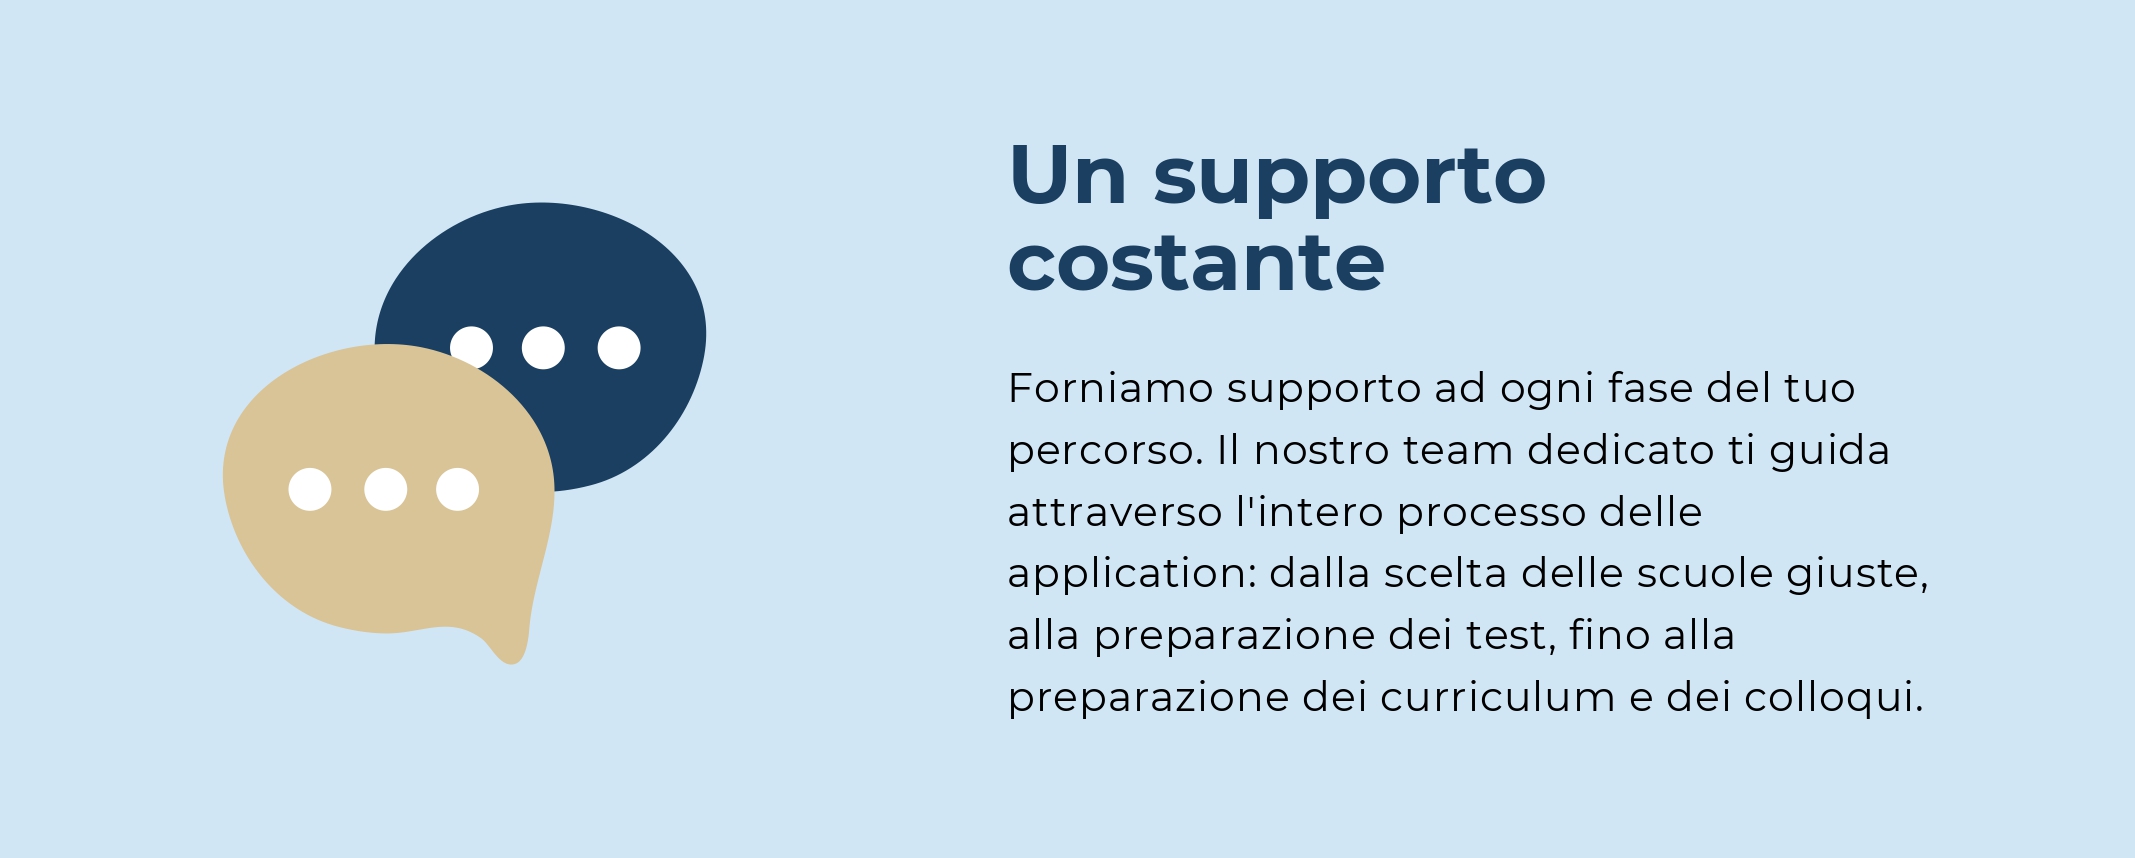 Un supporto
costante
Forniamo supporto ad ogni fase del tuo
percorso. Il nostro team dedicato ti guida
attraverso l'intero processo delle
application: dalla scelta delle scuole giuste,
alla preparazione dei test, fino alla
preparazione dei curriculum e dei colloqui.